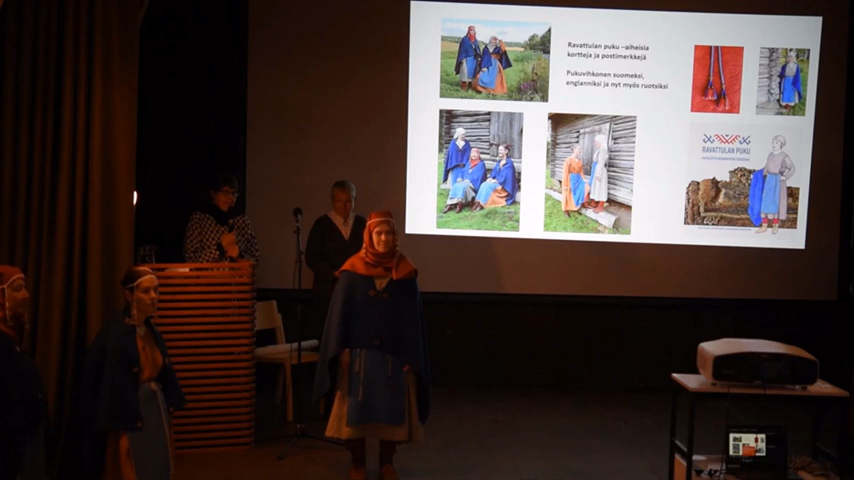 Ravattulan puku –aiheisia
kortteja ja postimerkkejä
Pukuvihkonen suomeksi,
englanniksi ja nyt myös ruotsiksi
RAVATTULAN PUKU